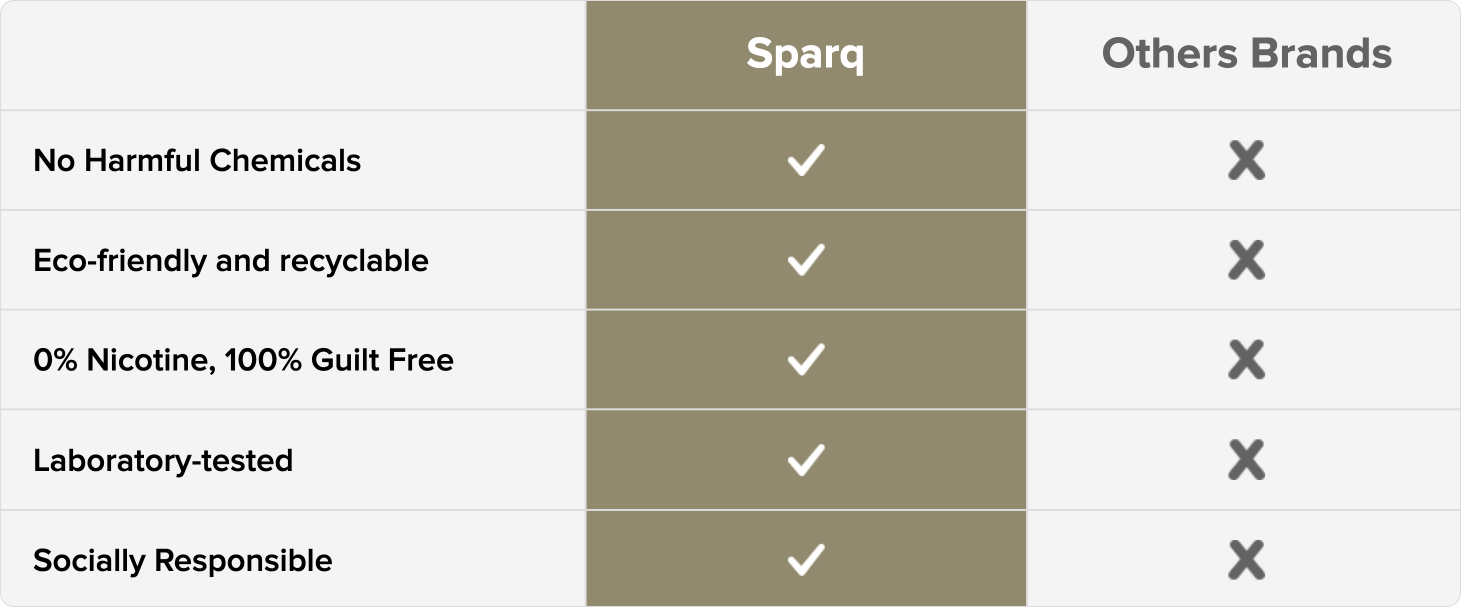 Sparq
Others Brands
No Harmful Chemicals
Eco-friendly and recyclable
0% Nicotine, 100% Guilt Free
Laboratory-tested
Socially Responsible